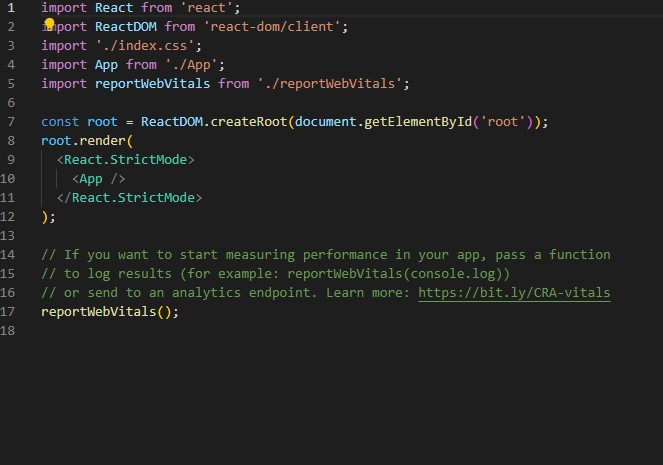 1 import React from 'react';
2 import ReactDOM from 'react-dom/client';
3 import './index.css';
4 import App from './App';
5 import reportWebVitals from './reportWebVitals';
6
7 const root = ReactDOM.createRoot(document.getElementById('root'));
8 root.render(
9   <React.StrictMode>
10     <App />
11   </React.StrictMode>
12 );
13
14 // If you want to start measuring performance in your app, pass a function
15 // to log results (for example: reportWebVitals(console.log))
16 // or send to an analytics endpoint. Learn more: https://bit.ly/CRA-vitals
17 reportWebVitals();
18